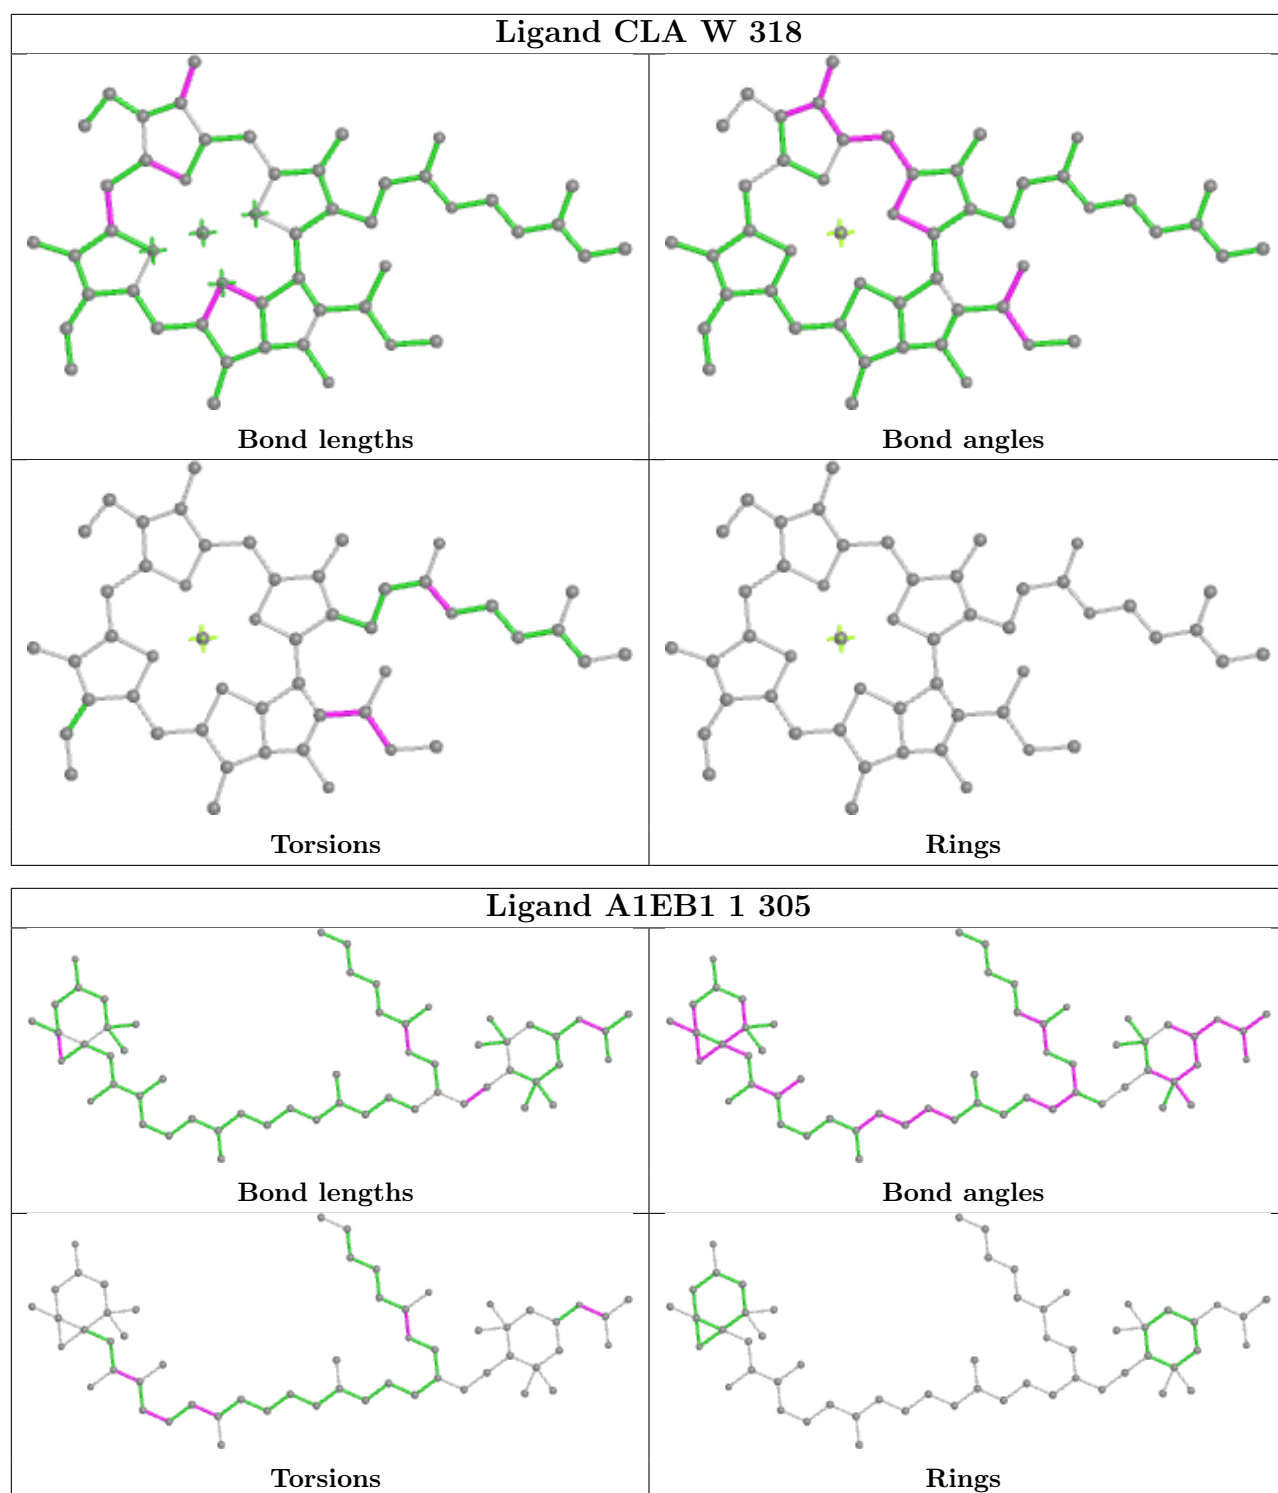 Ligand CLA W 318
Bond lengths
Bond angles
Torsions
Rings
Ligand A1EB1 1 305
Bond lengths
Bond angles
Torsions
Rings